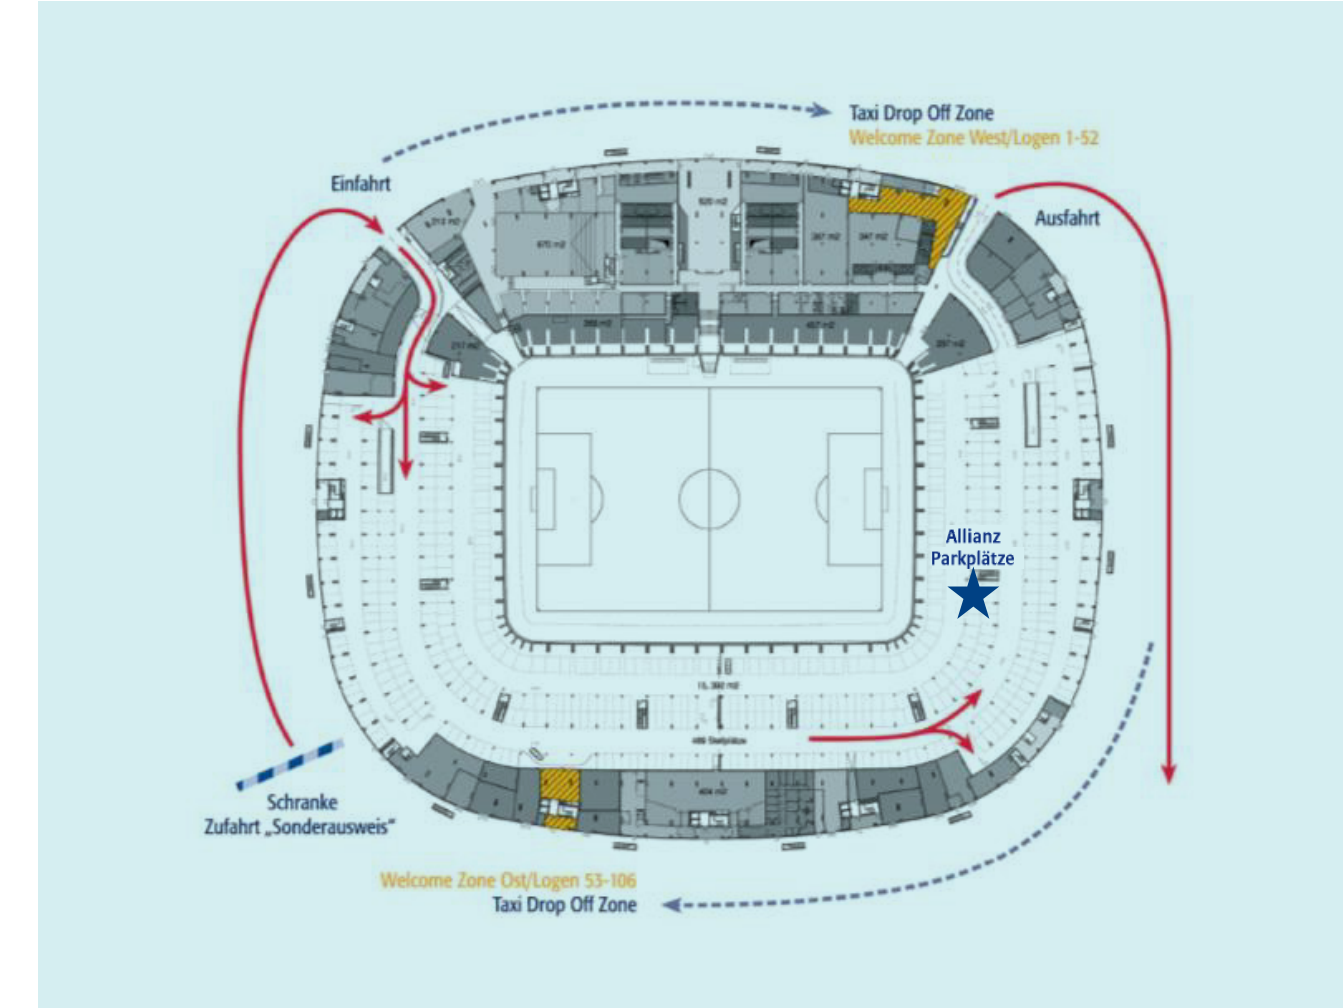 Taxi Drop Off Zone
Welcome Zone West/Logen 1-52
Einfahrt
Ausfahrt
Allianz
Parkplätze
Schranke
Zufahrt „Sonderausweis“
Welcome Zone Ost/Logen 53-106
Taxi Drop Off Zone